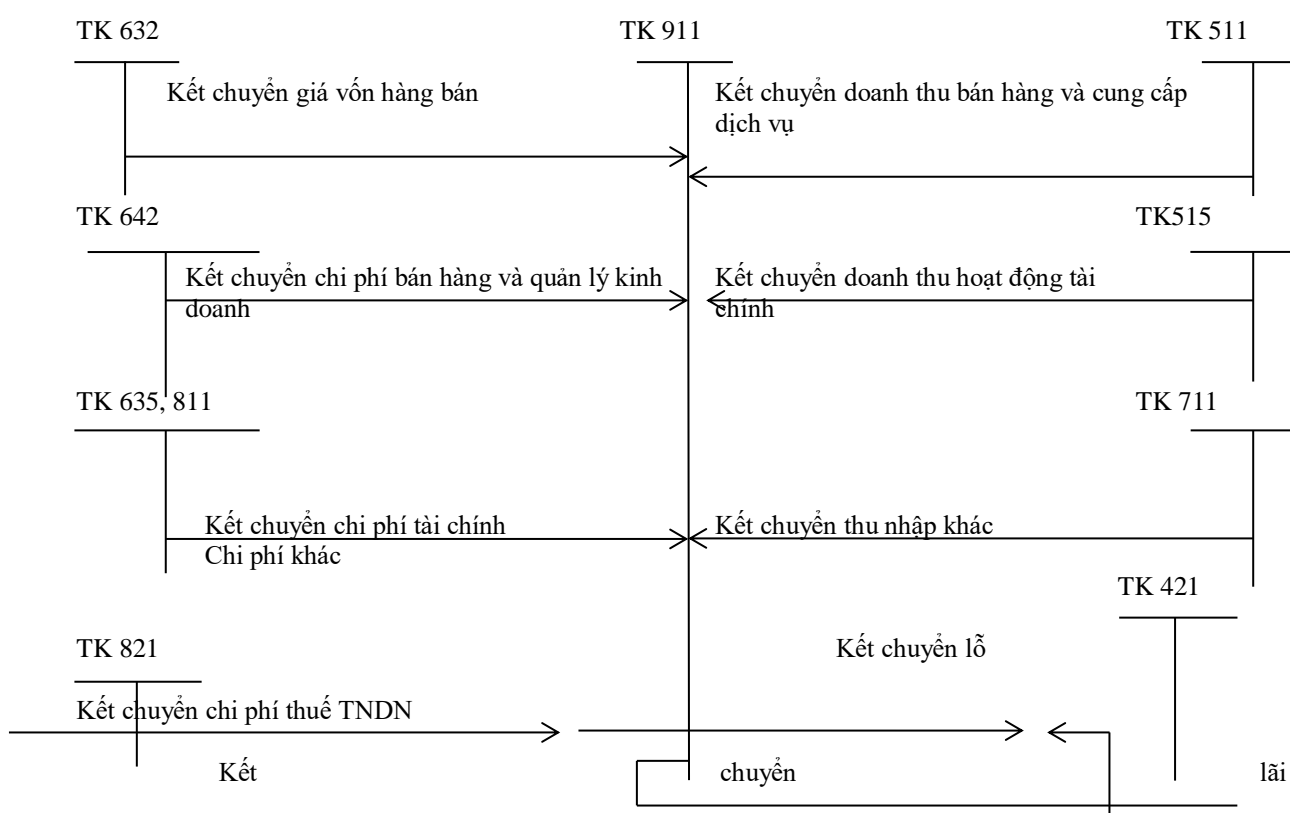 TK 632
TK 911
TK 511
Kết chuyển giá vốn hàng bán
Kết chuyển doanh thu bán hàng và cung cấp
dịch vụ
TK 642
TK515
Kết chuyển chi phí bán hàng và quản lý kinh
doanh
Kết chuyển doanh thu hoạt động tài
chính
TK 635, 811
TK 711
Kết chuyển chi phí tài chính
Chi phí khác
Kết chuyển thu nhập khác
TK 421
TK 821
Kết chuyển lỗ
Kết chuyển chi phí thuế TNDN
Kết chuyển lãi